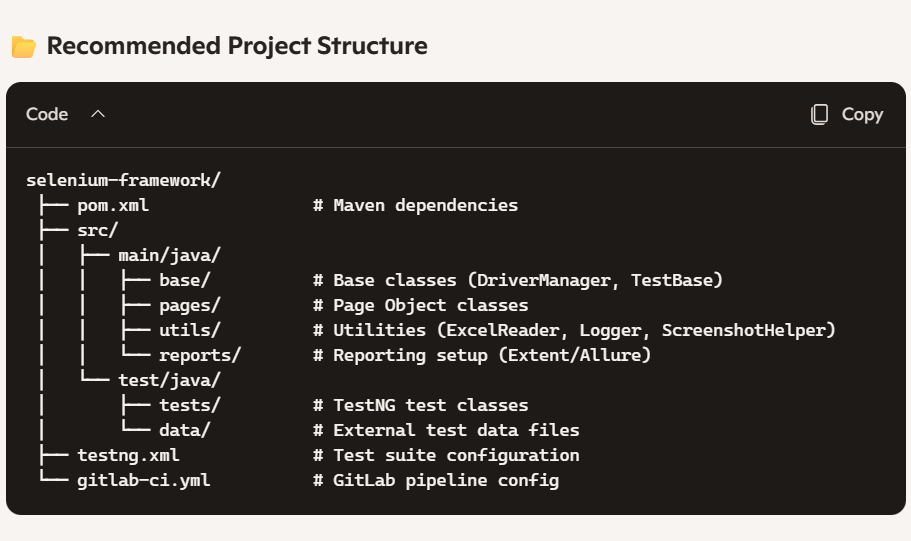 📂 Recommended Project Structure
Code
Copy
selenium-framework/
├── pom.xml                # Maven dependencies
├── src/
│   ├── main/java/
│   │   ├── base/          # Base classes (DriverManager, TestBase)
│   │   ├── pages/         # Page Object classes
│   │   ├── utils/         # Utilities (ExcelReader, Logger, ScreenshotHelper)
│   │   └── reports/       # Reporting setup (Extent/Allure)
│   └── test/java/
│       ├── tests/         # TestNG test classes
│       └── data/          # External test data files
├── testng.xml             # Test suite configuration
└── gitlab-ci.yml          # GitLab pipeline config